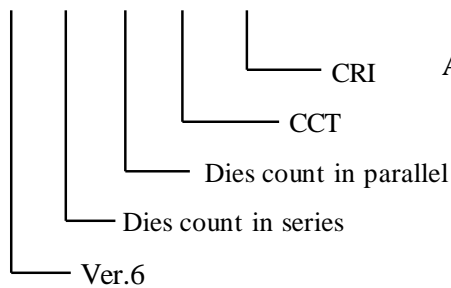 CRI
CCT
Dies count in parallel
Dies count in series
Ver.6